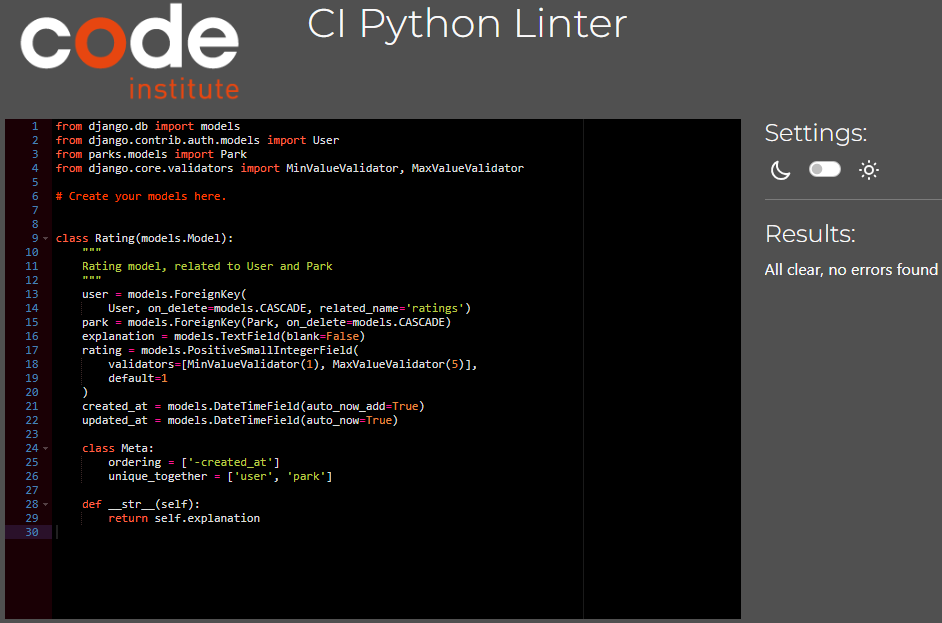 code
institute
CI Python Linter
1 from django.db import models
2 from django.contrib.auth.models import User
3 from parks.models import Park
4 from django.core.validators import MinValueValidator, MaxValueValidator
5
6 # Create your models here.
7
8
9 class Rating(models.Model):
10     """
11     Rating model, related to User and Park
12     """
13     user = models.ForeignKey(
14         User, on_delete=models.CASCADE, related_name='ratings')
15     park = models.ForeignKey(Park, on_delete=models.CASCADE)
16     explanation = models.TextField(blank=False)
17     rating = models.PositiveSmallIntegerField(
18         validators=[MinValueValidator(1), MaxValueValidator(5)],
19         default=1
20     )
21     created_at = models.DateTimeField(auto_now_add=True)
22     updated_at = models.DateTimeField(auto_now=True)
23
24     class Meta:
25         ordering = ['-created_at']
26         unique_together = ['user', 'park']
27
28     def __str__(self):
29         return self.explanation
30
Settings:
Results:
All clear, no errors found